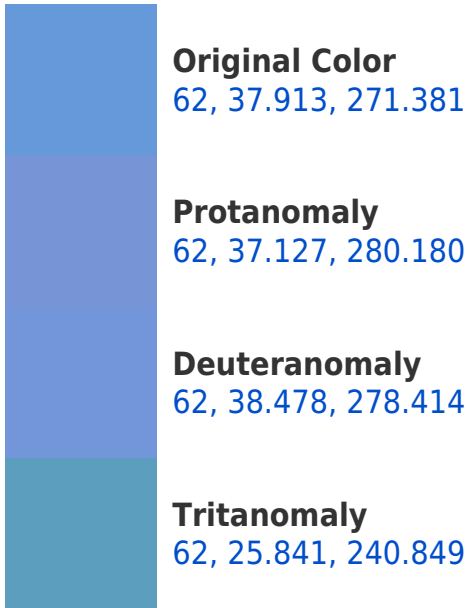 Original Color
62, 37.913, 271.381
Protanomaly
62, 37.127, 280.180
Deuteranomaly
62, 38.478, 278.414
Tritanomaly
62, 25.841, 240.849